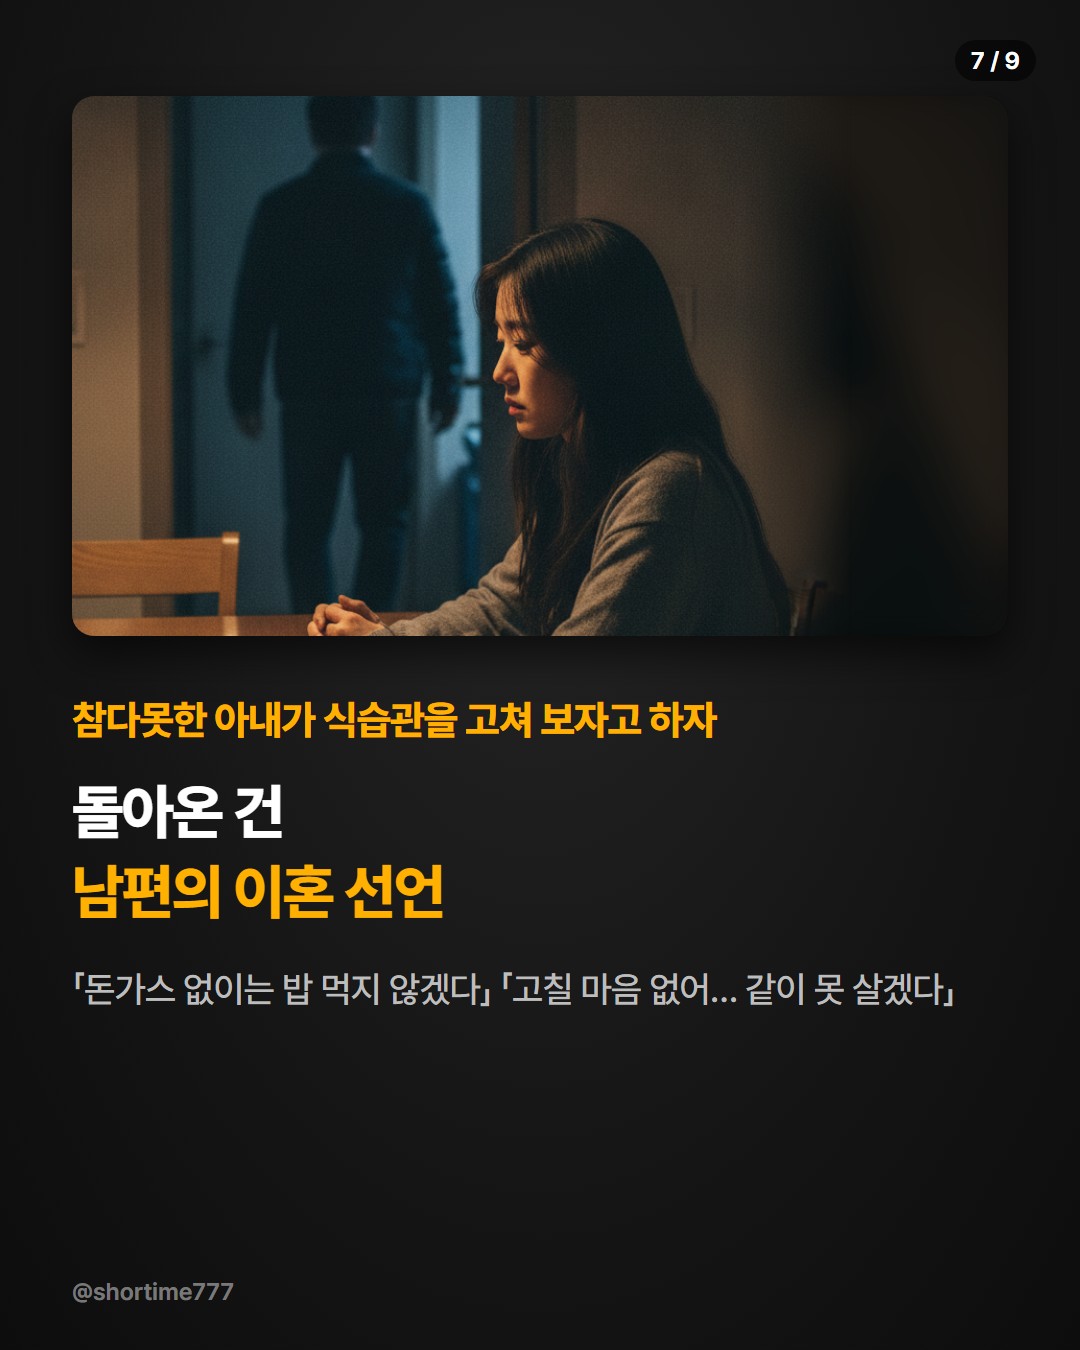 7 / 9
참다못한 아내가 식습관을 고쳐 보자고 하자
돌아온 건
남편의 이혼 선언
「돈가스 없이는 밥 먹지 않겠다」 「고칠 마음 없어... 같이 못 살겠다」
@shortime777